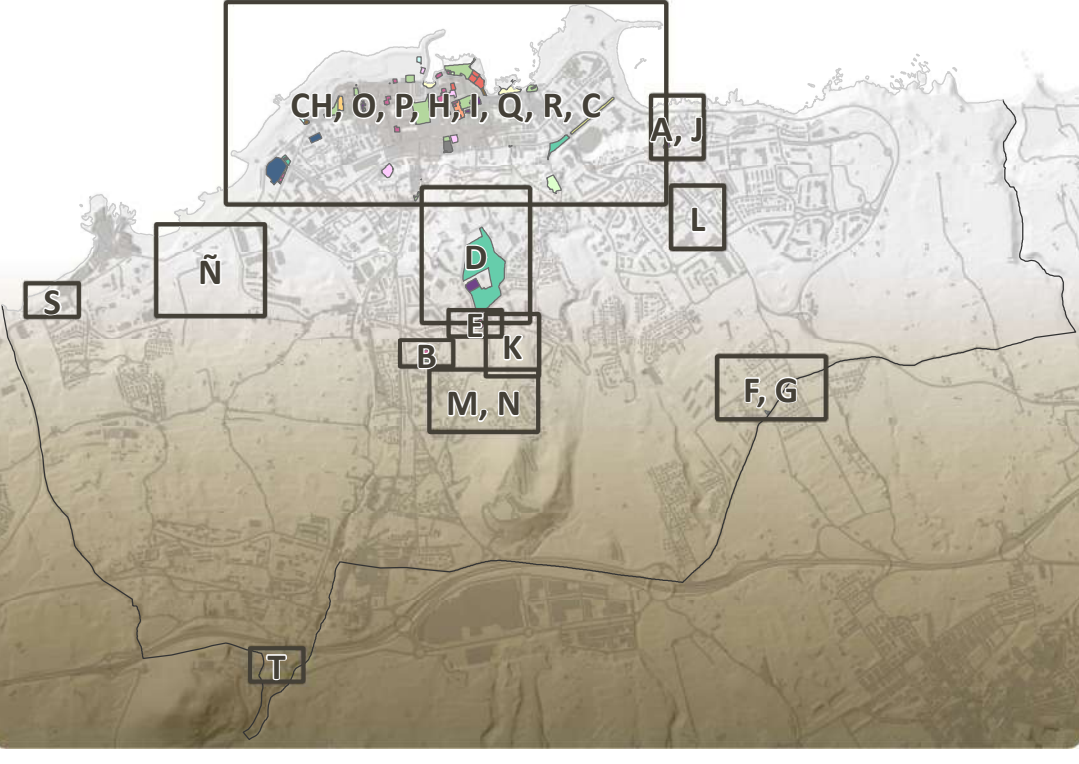 CH, O, P, H, I, Q, R, C
A, J
L
D
Ñ
S
E
K
B
F, G
M, N
T